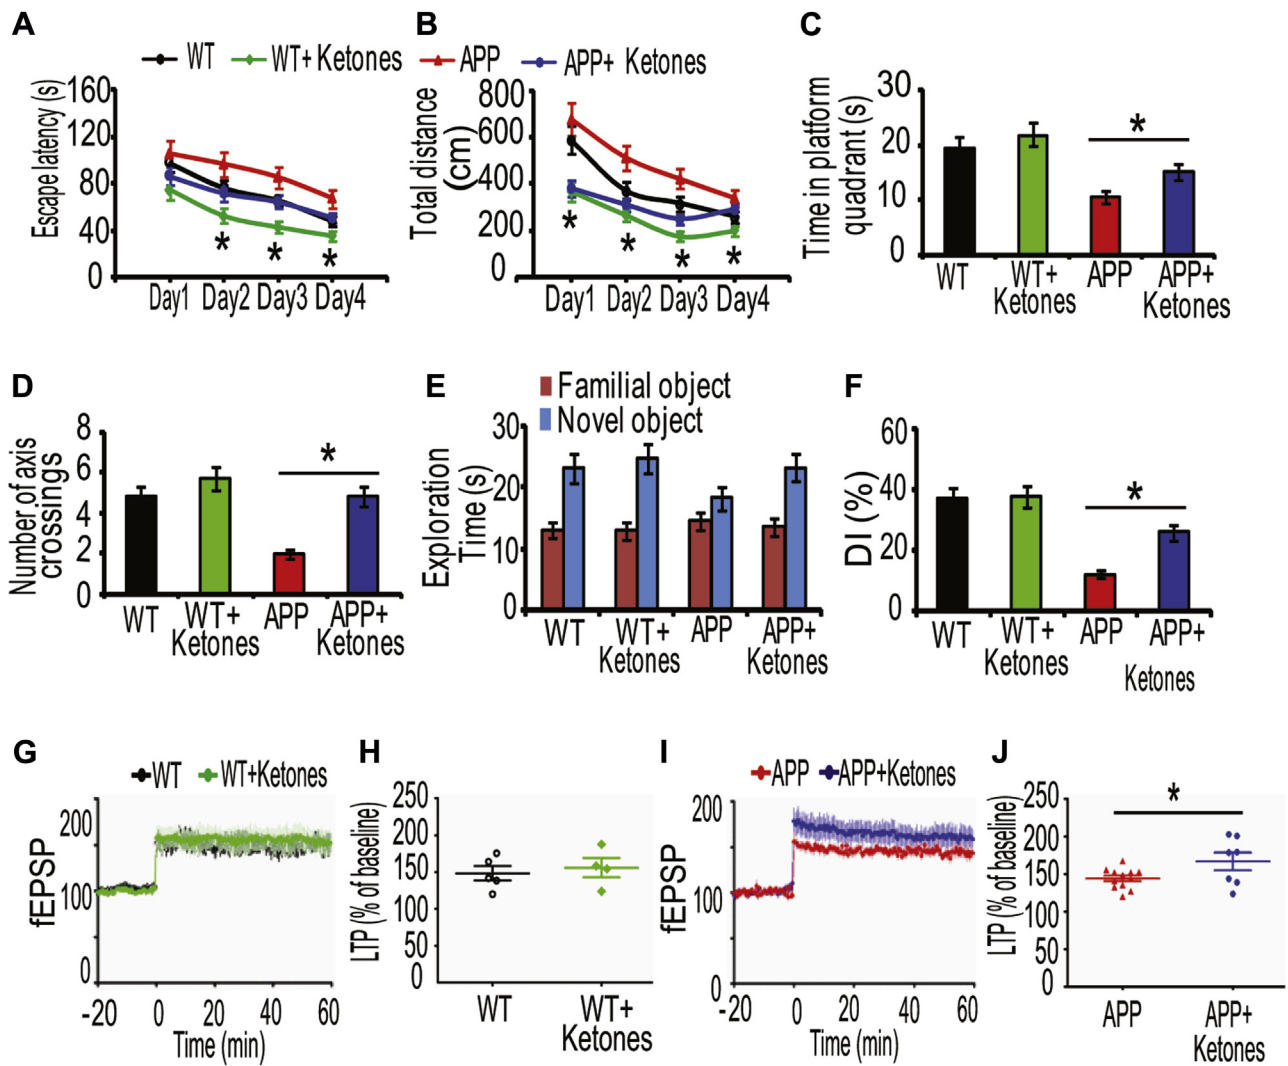 A
WT
WT+ Ketones
B
APP
APP+ Ketones
C
Escape latency (s)
160
120
80
40
0
Day1
Day2
Day3
Day4
*
*
*
Total distance
(cm)
800
600
400
200
0
Day1
Day2
Day3
Day4
*
*
*
*
Time in platform
quadrant (s)
30
20
10
0
*
WT
WT+
Ketones
APP
APP+
Ketones
D
Number of axis
crossings
8
6
4
2
0
*
WT
WT+
Ketones
APP
APP+
Ketones
E
Familial object
Novel object
Exploration
Time (s)
30
20
10
0
WT
WT+
Ketones
APP
APP+
Ketones
F
DI (%)
60
40
20
0
*
WT
WT+
Ketones
APP
APP+
Ketones
G
WT
WT+Ketones
fEPSP
200
100
0
-20
0
20
40
60
Time (min)
H
LTP (% of baseline)
250
200
150
100
50
0
WT
WT+
Ketones
I
APP
APP+Ketones
fEPSP
200
100
0
-20
0
20
40
60
Time (min)
J
LTP (% of baseline)
250
200
150
100
50
0
*
APP
APP+
Ketones